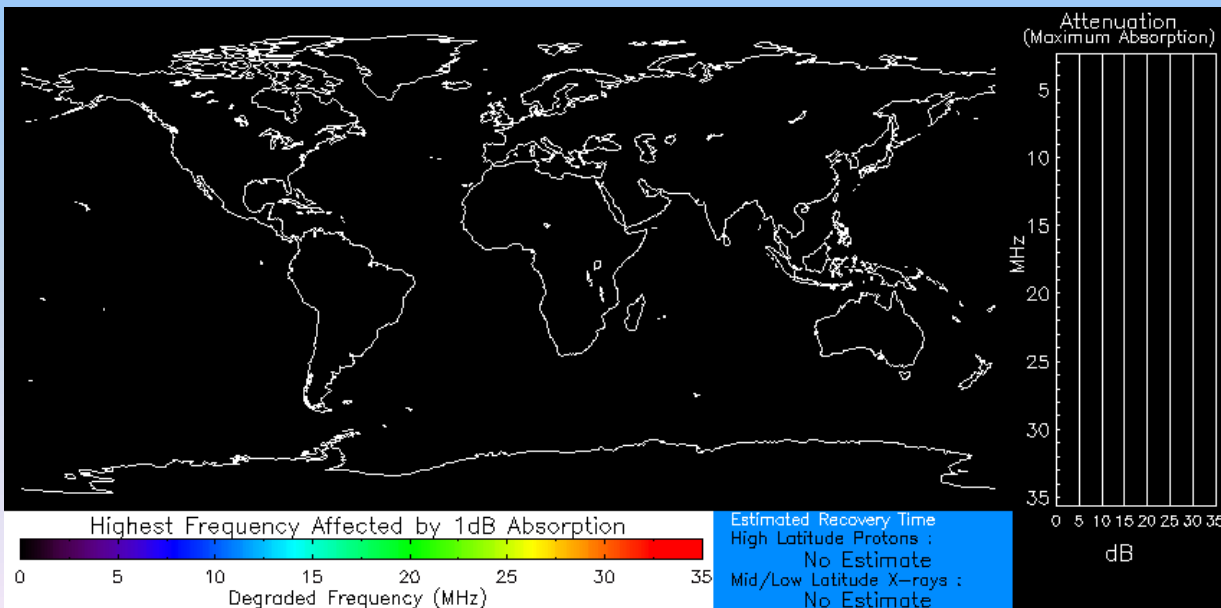 Attenuation
(Maximum Absorption)
5
10
15
20
25
30
35
MHz
0 5 10 15 20 25 30 35
dB
Highest Frequency Affected by 1dB Absorption
0 5 10 15 20 25 30 35
Degraded Frequency (MHz)
Estimated Recovery Time
High Latitude Protons :
No Estimate
Mid/Low Latitude X-rays :
No Estimate